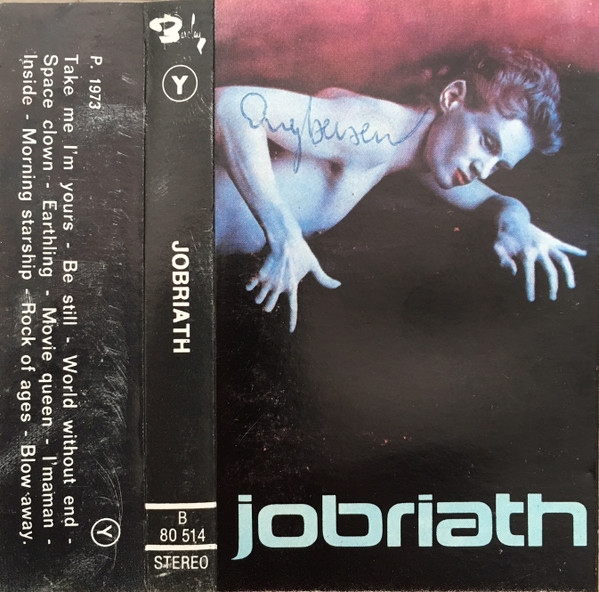 P. 1973
Take me I'm yours - Be still - World without end -
Space clown - Earthling - Movie queen - I'maman -
Inside - Morning starship - Rock of ages - Blow away.
Y
Barclay
Y
JOBRIATH
B
80 514
STEREO
jobriath